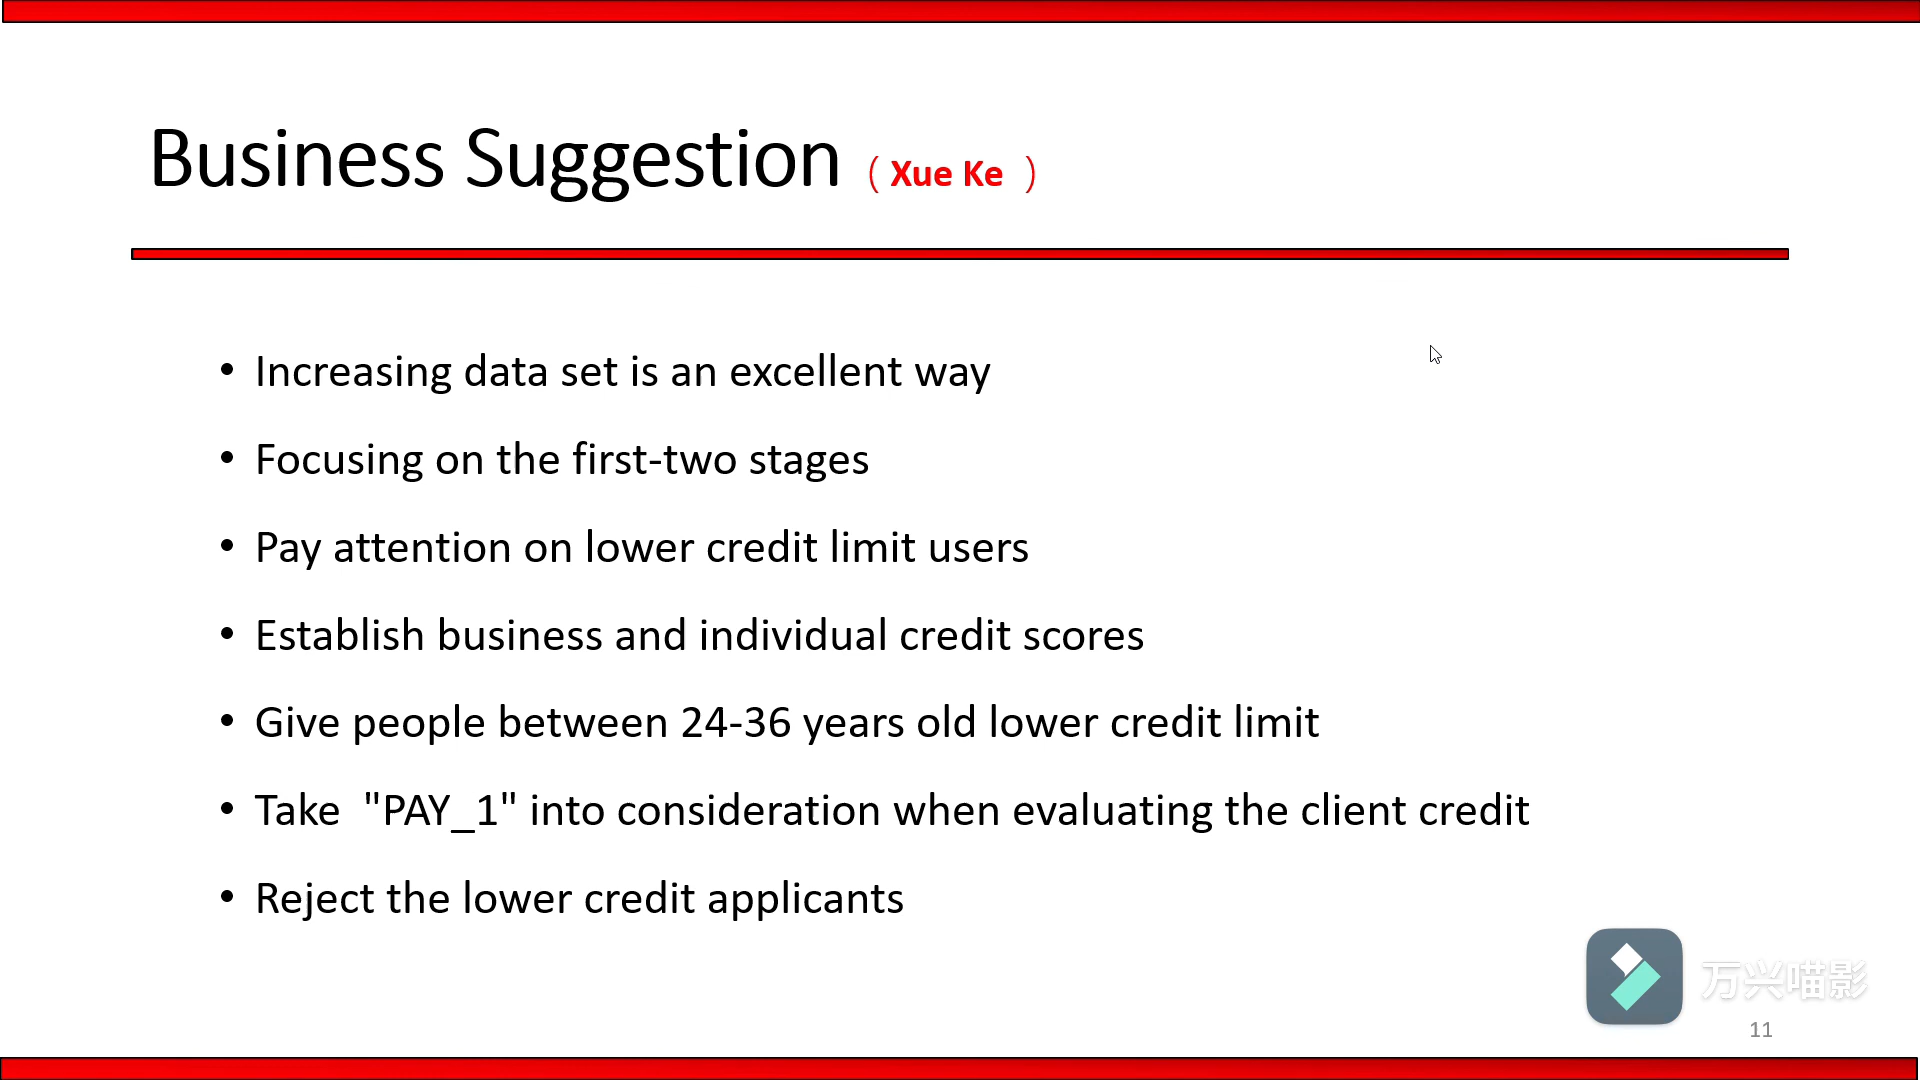 Business Suggestion ( Xue Ke )
• Increasing data set is an excellent way
• Focusing on the first-two stages
• Pay attention on lower credit limit users
• Establish business and individual credit scores
• Give people between 24-36 years old lower credit limit
• Take "PAY_1" into consideration when evaluating the client credit
• Reject the lower credit applicants
万兴喵影
11